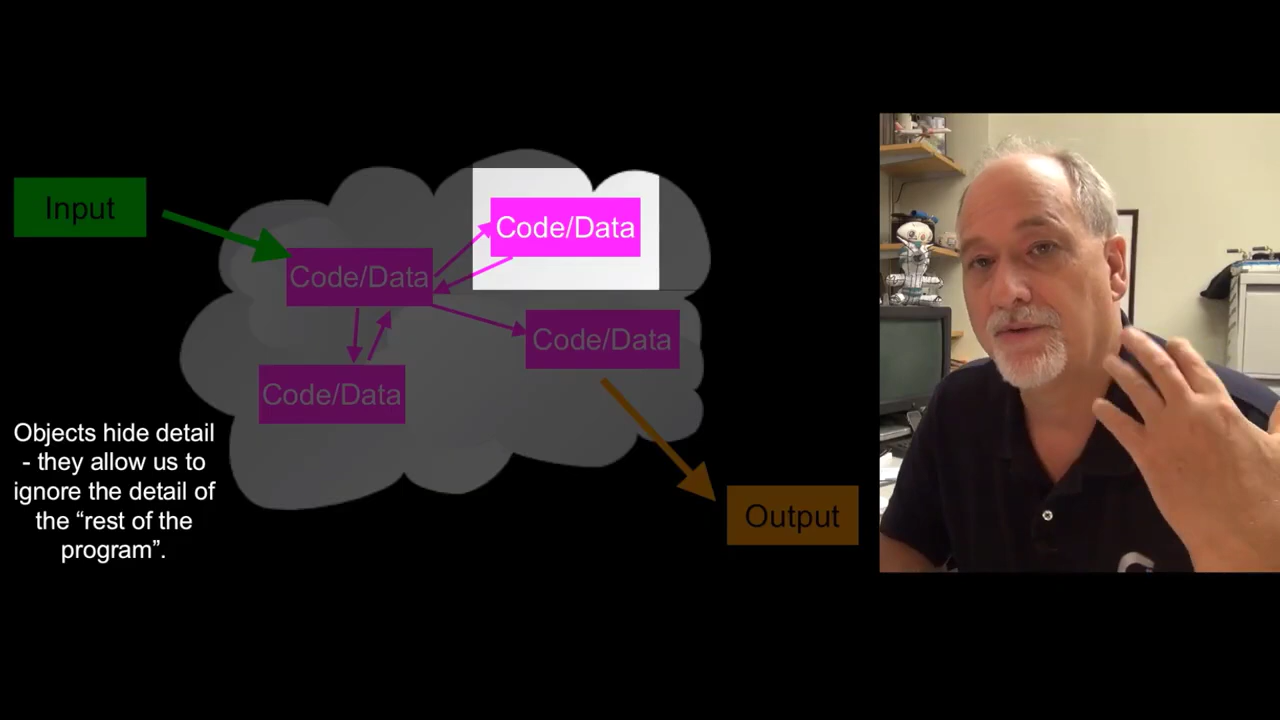 Input
Code/Data
Code/Data
Code/Data
Code/Data
Objects hide detail
- they allow us to
ignore the detail of
the “rest of the
program”.
Output